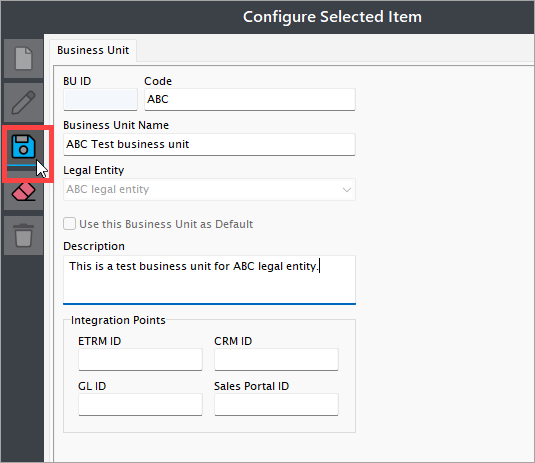 Configure Selected Item
Business Unit
BU ID Code
ABC
Business Unit Name
ABC Test business unit
Legal Entity
ABC legal entity
Use this Business Unit as Default
Description
This is a test business unit for ABC legal entity.
Integration Points
ETRM ID CRM ID
GL ID Sales Portal ID